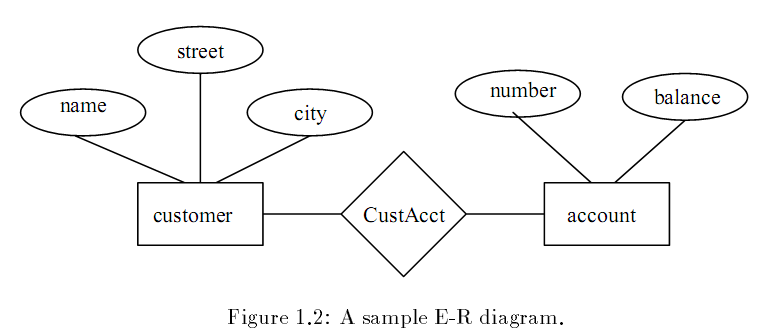 street
name
city
number
balance
customer
CustAcct
account
Figure 1.2: A sample E-R diagram.